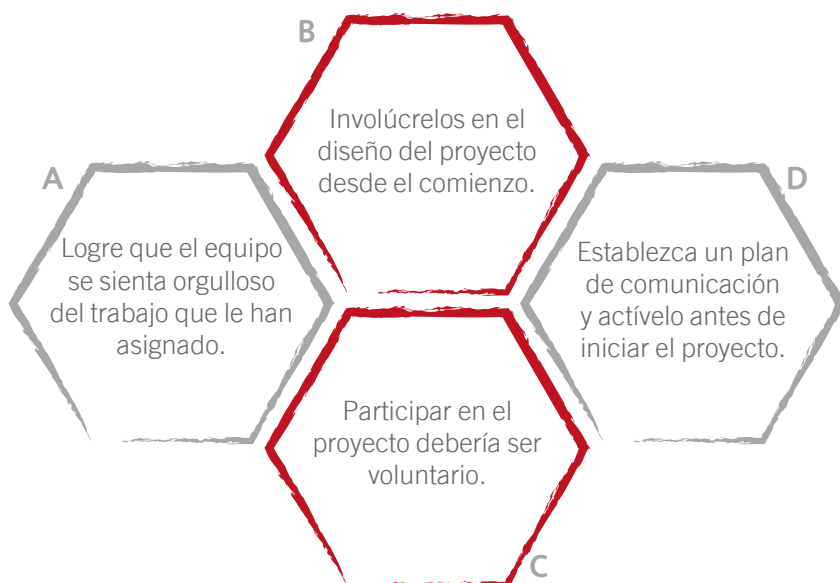 A
Logre que el equipo
se sienta orgulloso
del trabajo que le han
asignado.
B
Involúcrelos en el
diseño del proyecto
desde el comienzo.
Participar en el
proyecto debería ser
voluntario.
C
D
Establezca un plan
de comunicación
y actívelo antes de
iniciar el proyecto.